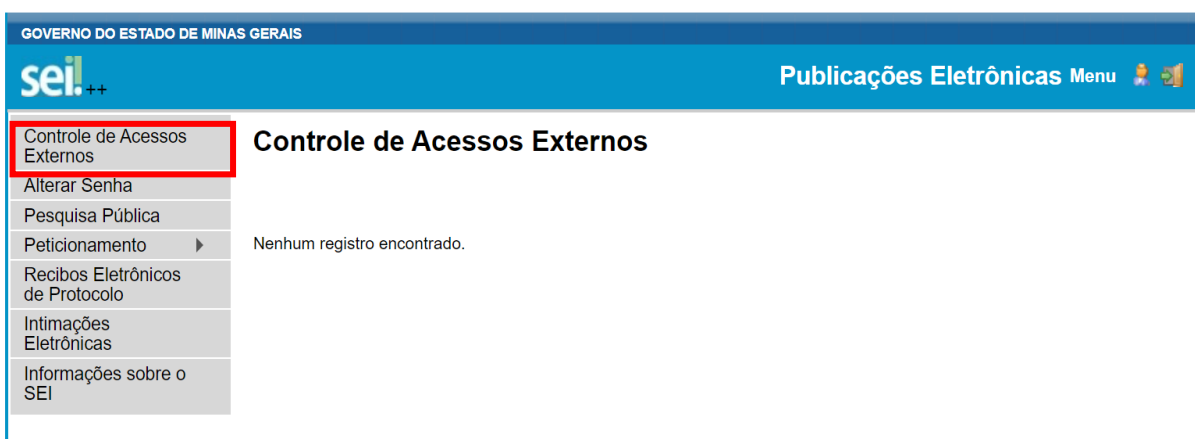 GOVERNO DO ESTADO DE MINAS GERAIS
sei!++
Publicações Eletrônicas Menu
Controle de Acessos
Externos
Alterar Senha
Pesquisa Pública
Peticionamento
Recibos Eletrônicos
de Protocolo
Intimações
Eletrônicas
Informações sobre o
SEI
Controle de Acessos Externos
Nenhum registro encontrado.